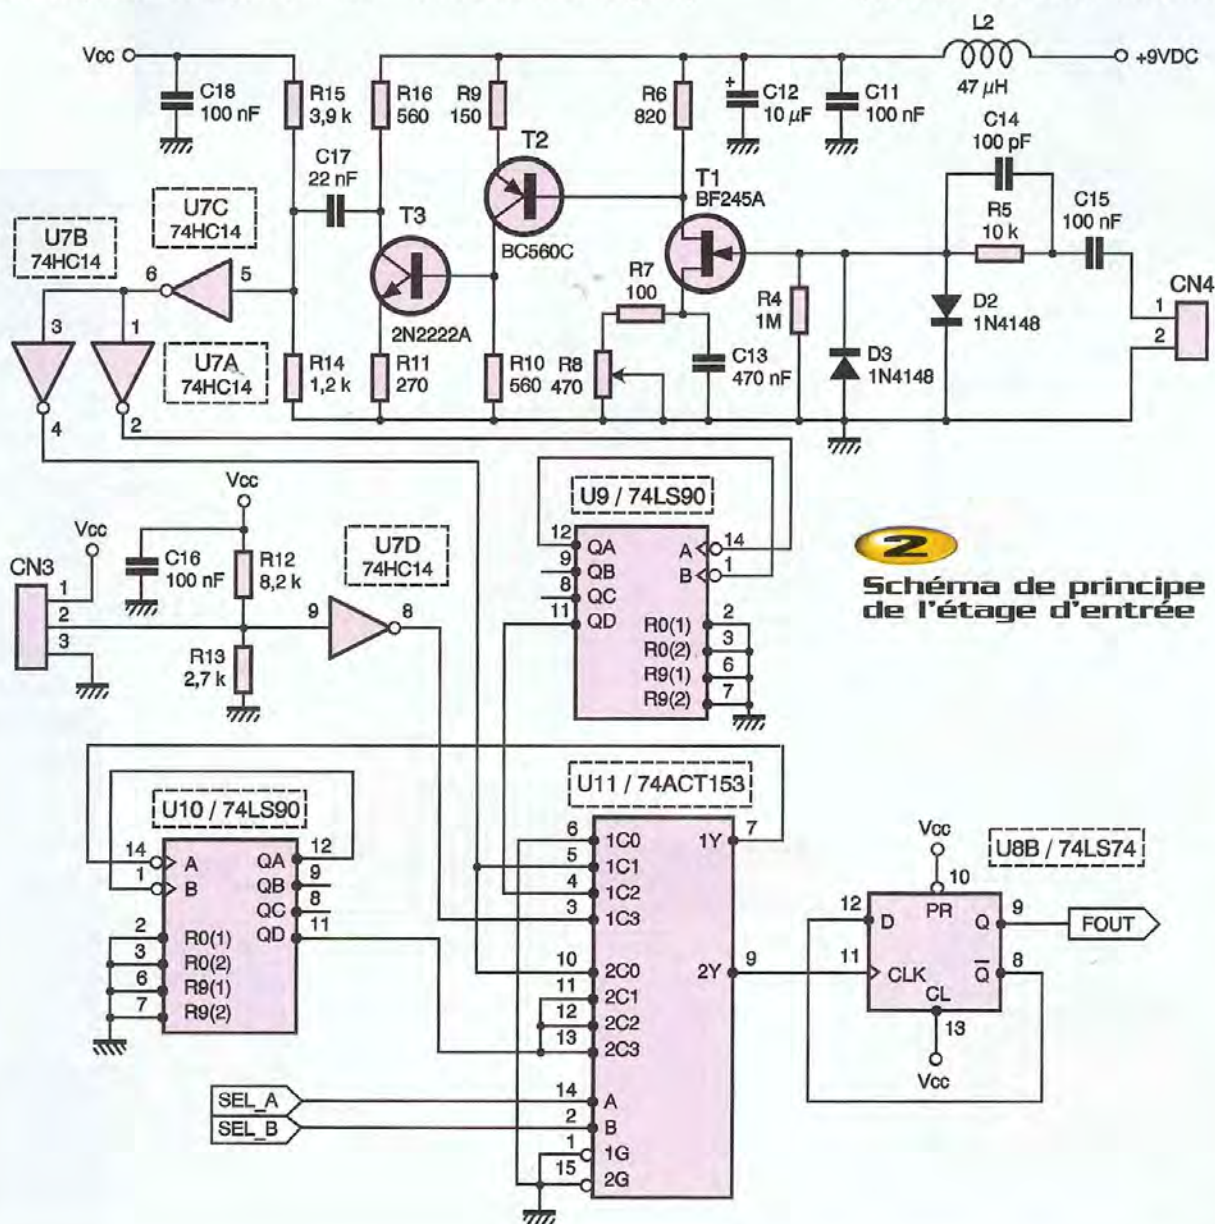 L2
Vcc
+9VDC
47 µH
C18
100 nF
R15
3,9 k
R16
560
R9
150
R6
820
+
C12
10 µF
C11
100 nF
C14
100 pF
C17
22 nF
T2
T1
BF245A
R5
10 k
C15
100 nF
U7C
74HC14
T3
U7B
74HC14
BC560C
CN4
6
5
R7
100
1
2
D2
1N4148
R4
1M
3
1
2N2222A
U7A
74HC14
R14
1,2 k
R11
270
R10
560
R8
470
C13
470 nF
D3
1N4148
4
2
Vcc
U9 / 74LS90
Vcc
U7D
74HC14
12
QA
A
14
9
QB
B
1
8
QC
11
QD
C16
100 nF
R12
8,2 k
CN3
1
2
3
9
8
R0(1)
2
R0(2)
3
R9(1)
6
R9(2)
7
R13
2,7 k
2
Schéma de principe
de l'étage d'entrée
U10 / 74LS90
U11 / 74ACT153
14
A
QA
12
1
B
QB
9
QC
8
QD
11
2
R0(1)
3
R0(2)
6
R9(1)
7
R9(2)
6
1C0
1Y
7
5
1C1
4
1C2
3
1C3
10
2C0
2Y
9
11
2C1
12
2C2
13
2C3
14
A
2
B
1
1G
15
2G
SEL_A
SEL_B
Vcc
U8B / 74LS74
10
12
D
PR
Q
9
FOUT
11
CLK
Q
8
CL
13
Vcc